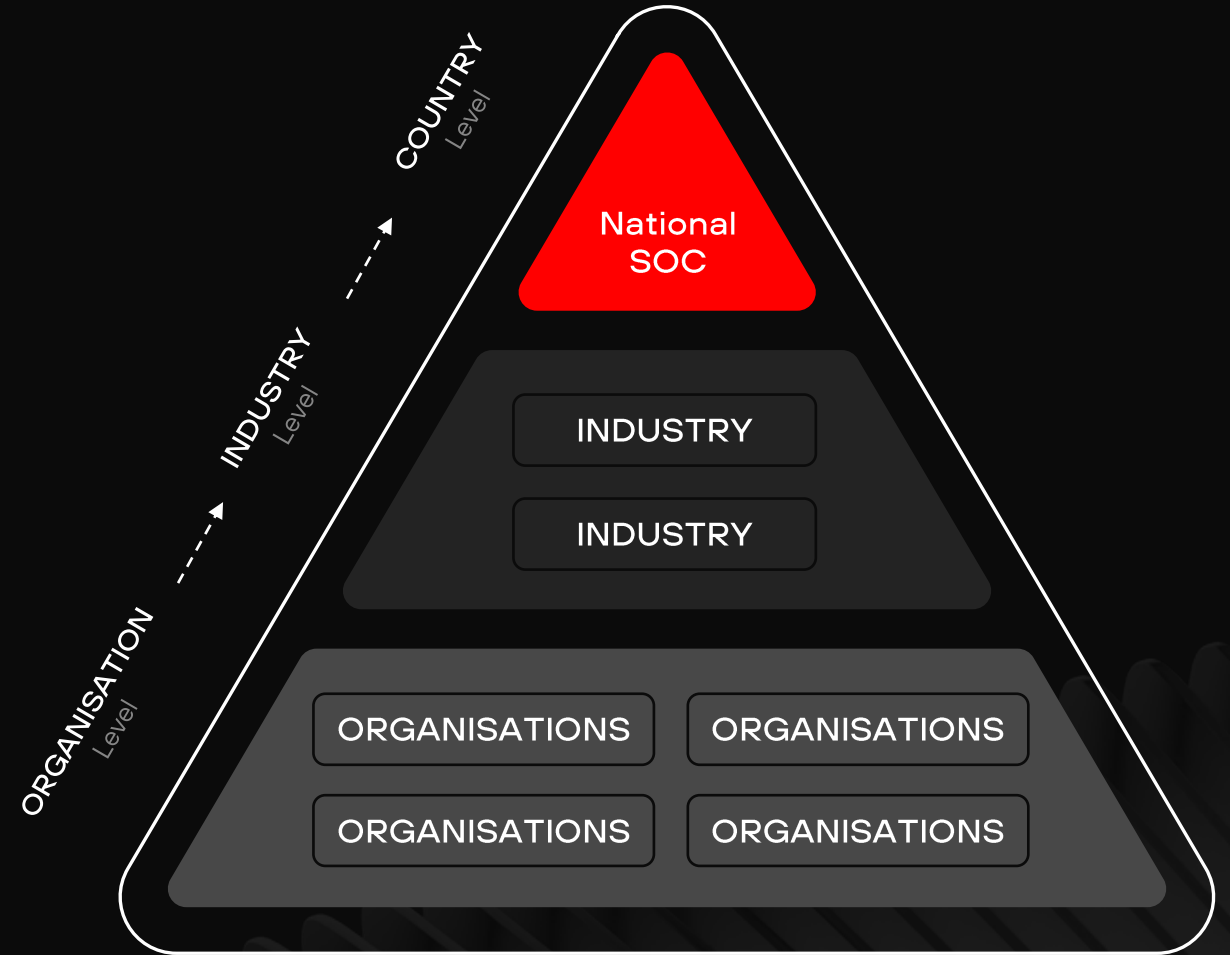 COUNTRY
Level
National
SOC
INDUSTRY
Level
INDUSTRY
INDUSTRY
ORGANISATION
Level
ORGANISATIONS
ORGANISATIONS
ORGANISATIONS
ORGANISATIONS